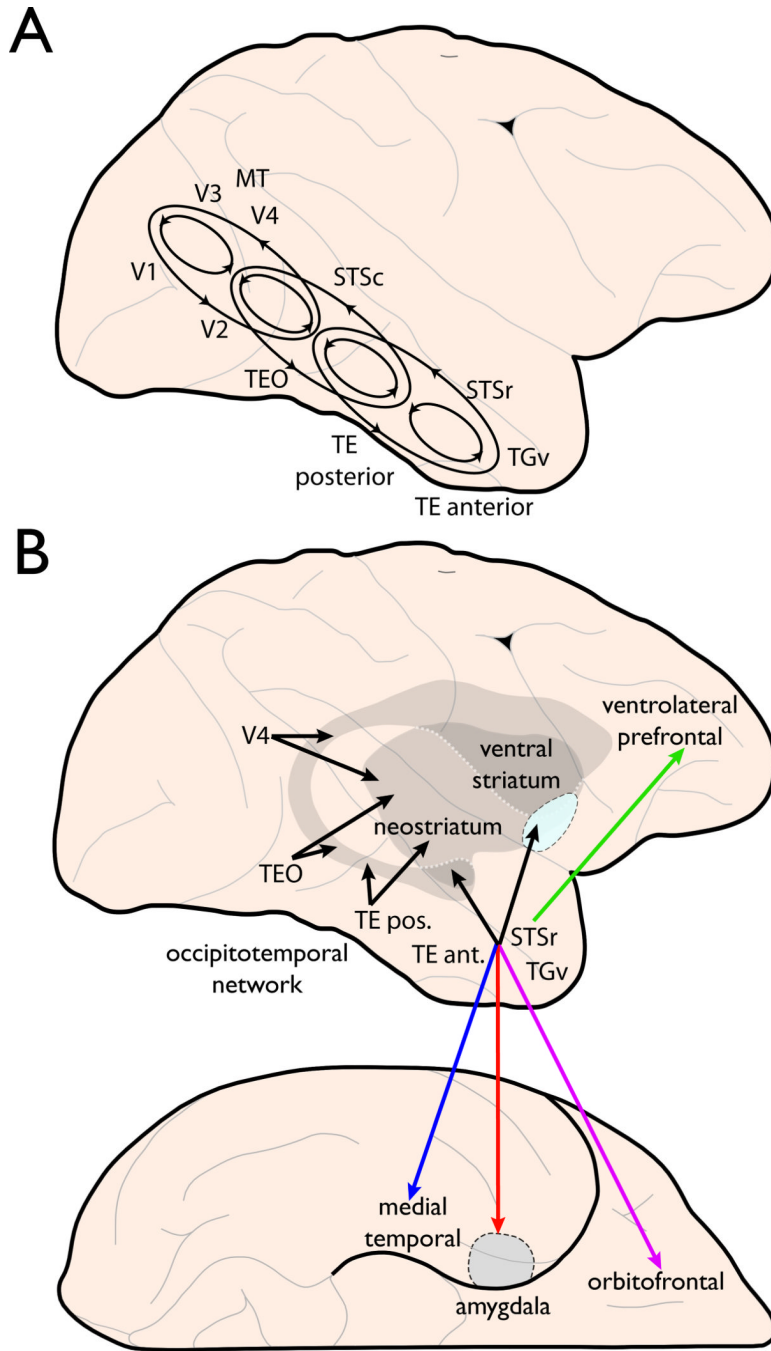 A
MT
V3
V4
V1
STSc
V2
TEO
STSr
TE
posterior
TGv
TE anterior
B
ventrolateral
prefrontal
V4
ventral
striatum
neostriatum
TEO
TE pos.
STSr
occipitotemporal
network
TE ant.
TGv
medial
temporal
orbitofrontal
amygdala